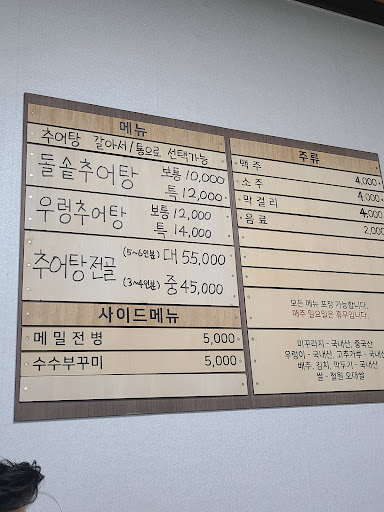 메뉴
추어탕 갈아서/통으로 선택가능
돌솥추어탕 보통 10,000
특 12,000
우렁추어탕 보통 12,000
특 14,000
추어탕전골 (5~6인분) 대 55,000
(3~4인분) 중 45,000
사이드메뉴
메밀전병 5,000
수수부꾸미 5,000
주류
맥주 4,000
소주 4,000
막걸리 4,000
음료 2,000
모든 메뉴 포장 가능합니다.
매주 일요일은 휴무입니다.
미꾸라지 - 국내산, 중국산
우렁이 - 국내산, 고추가루 - 국내산
배추, 김치, 깍두기 - 국내산
쌀 - 철원 오대쌀